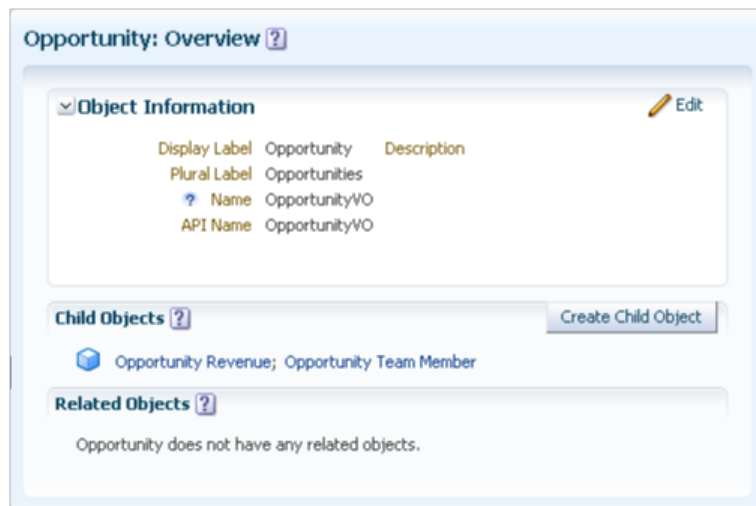 Opportunity: Overview ?
Object Information Edit
Display Label Opportunity Description
Plural Label Opportunities
? Name OpportunityVO
API Name OpportunityVO
Child Objects ? Create Child Object
Opportunity Revenue; Opportunity Team Member
Related Objects ?
Opportunity does not have any related objects.